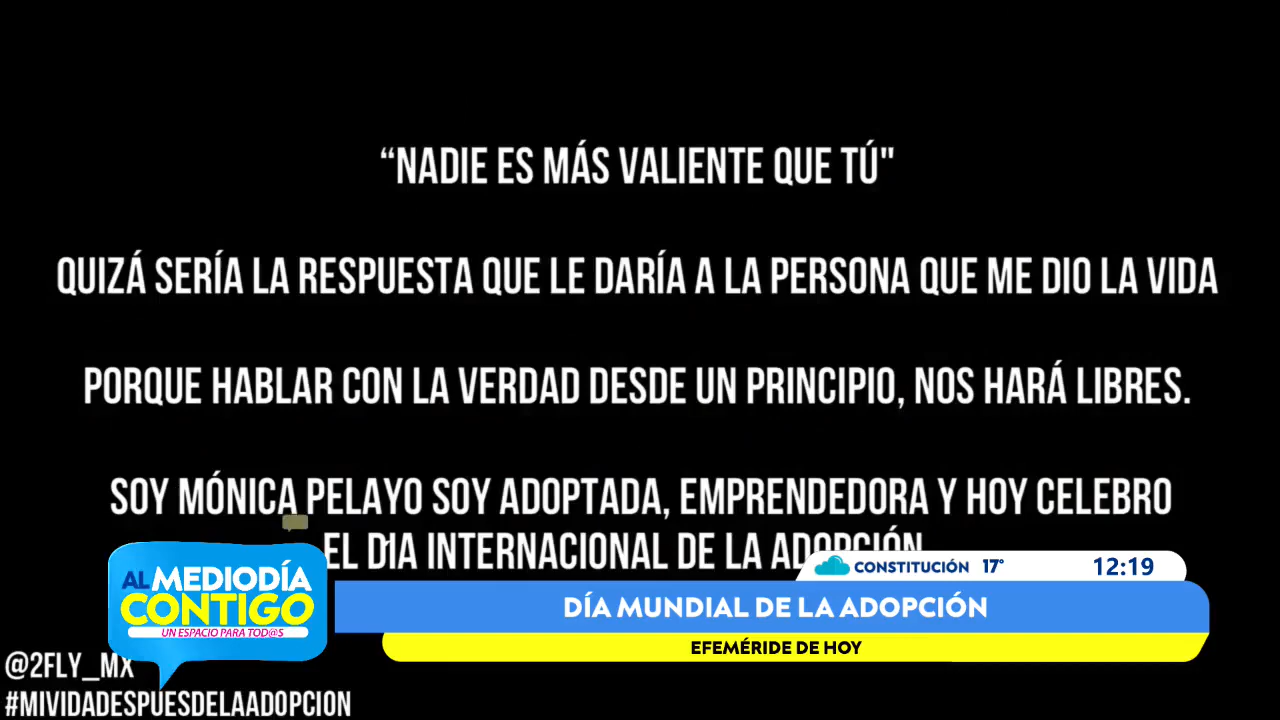 “NADIE ES MÁS VALIENTE QUE TÚ"
QUIZÁ SERÍA LA RESPUESTA QUE LE DARÍA A LA PERSONA QUE ME DIO LA VIDA
PORQUE HABLAR CON LA VERDAD DESDE UN PRINCIPIO, NOS HARÁ LIBRES.
SOY MÓNICA PELAYO SOY ADOPTADA, EMPRENDEDORA Y HOY CELEBRO
EL DIA INTERNACIONAL DE LA ADOPCIÓN
CONSTITUCIÓN 17° 12:19
AL MEDIODÍA
CONTIGO
UN ESPACIO PARA TOD@S
DÍA MUNDIAL DE LA ADOPCIÓN
EFEMÉRIDE DE HOY
@2FLY_MX
#MIVIDADESPUESDELAADOPCION